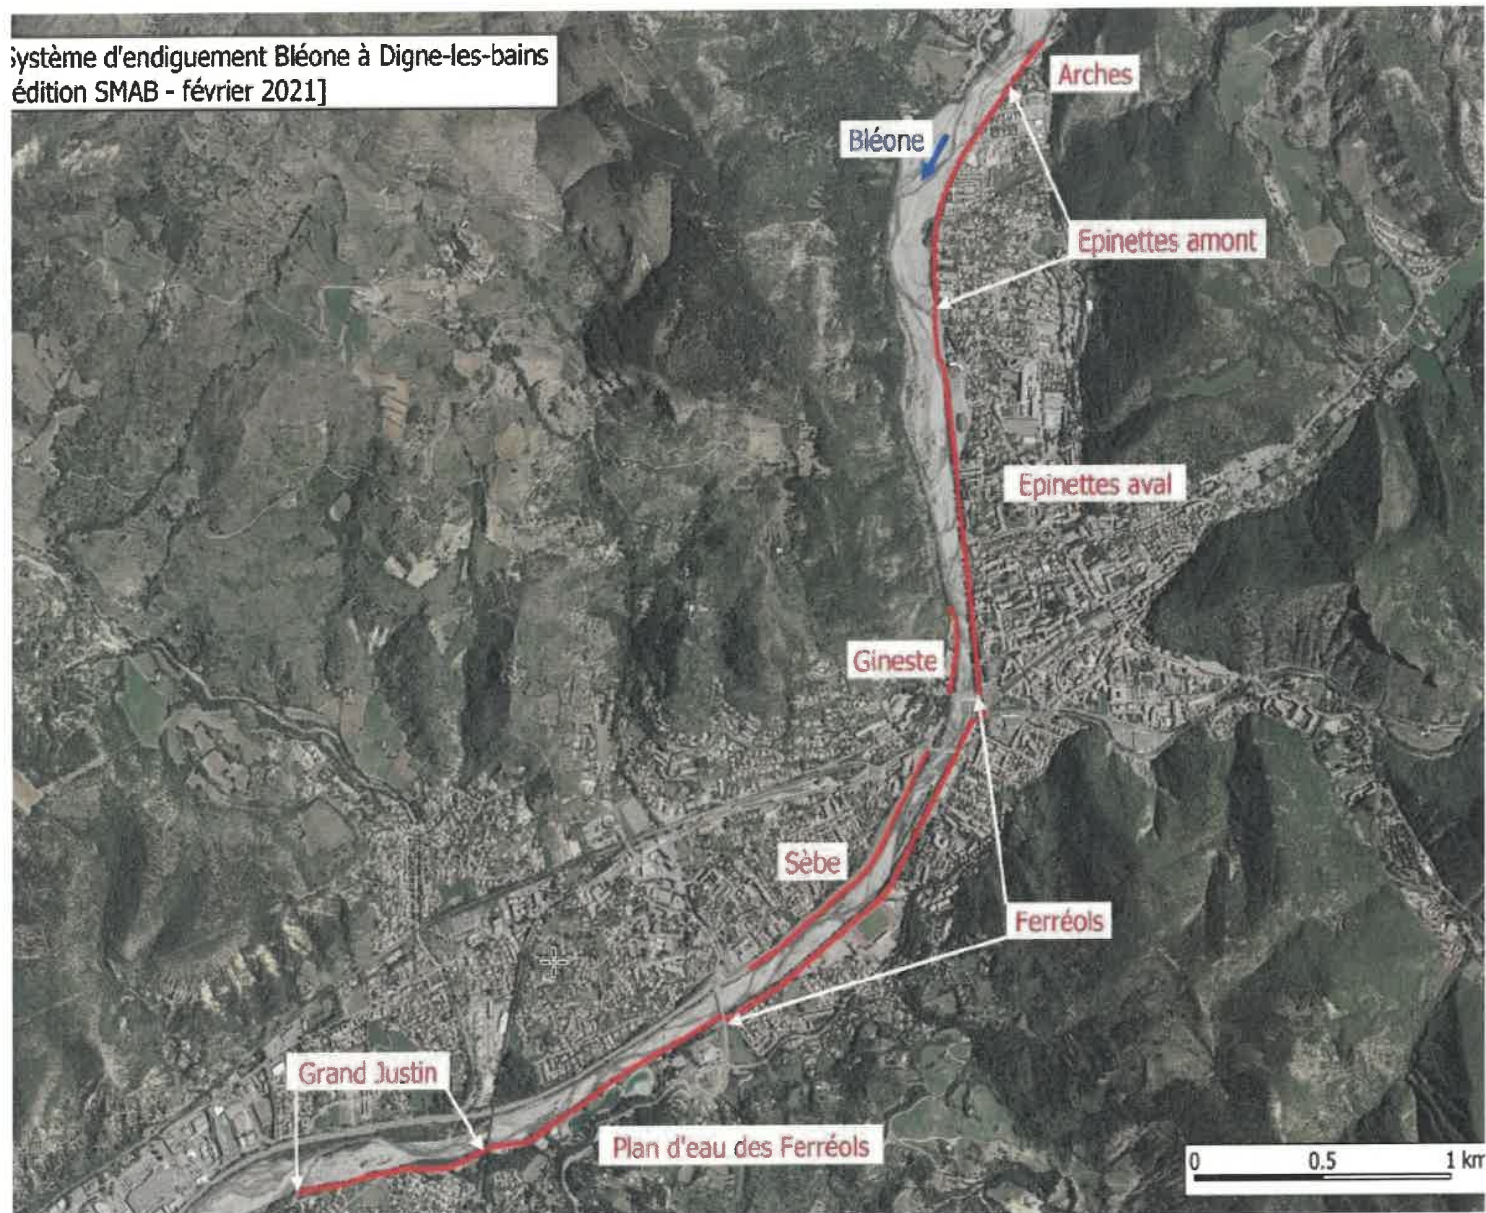 Système d'endiguement Bléone à Digne-les-bains
édition SMAB - février 2021]
Arches
Bléone
Epinettes amont
Epinettes aval
Gineste
Sèbe
Ferréols
Grand Justin
Plan d'eau des Ferréols
0 0.5 1 km